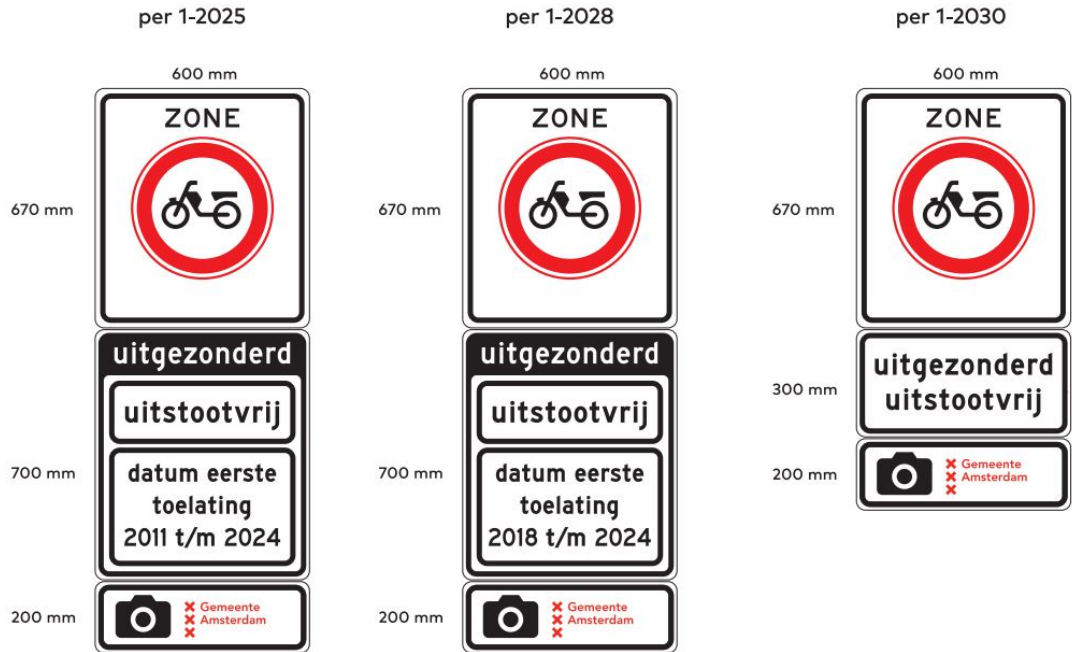 per 1-2025
600 mm
ZONE
670 mm
uitgezonderd
uitstootvrij
datum eerste
toelating
2011 t/m 2024
700 mm
Gemeente
Amsterdam
200 mm
per 1-2028
600 mm
ZONE
670 mm
uitgezonderd
uitstootvrij
datum eerste
toelating
2018 t/m 2024
700 mm
Gemeente
Amsterdam
200 mm
per 1-2030
600 mm
ZONE
670 mm
uitgezonderd
uitstootvrij
300 mm
Gemeente
Amsterdam
200 mm